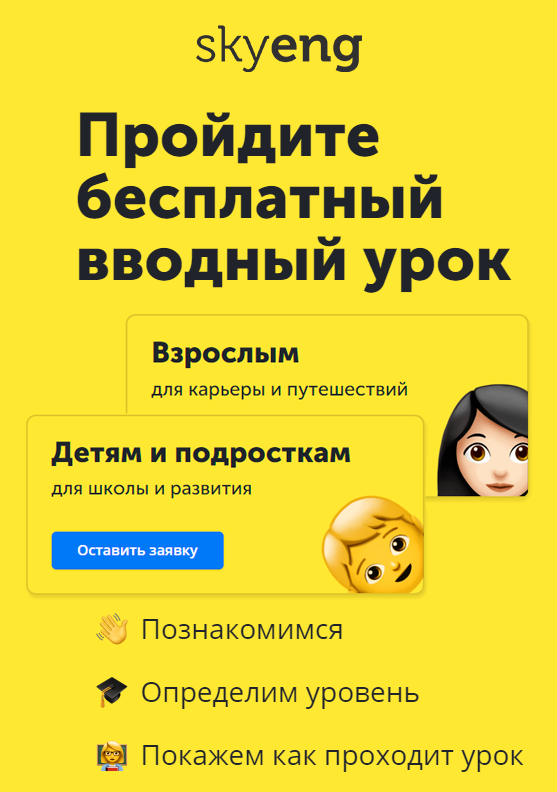 skyeng
Пройдите
бесплатный
вводный урок
Взрослым
для карьеры и путешествий
Детям и подросткам
для школы и развития
Оставить заявку
Познакомимся
Определим уровень
Покажем как проходит урок